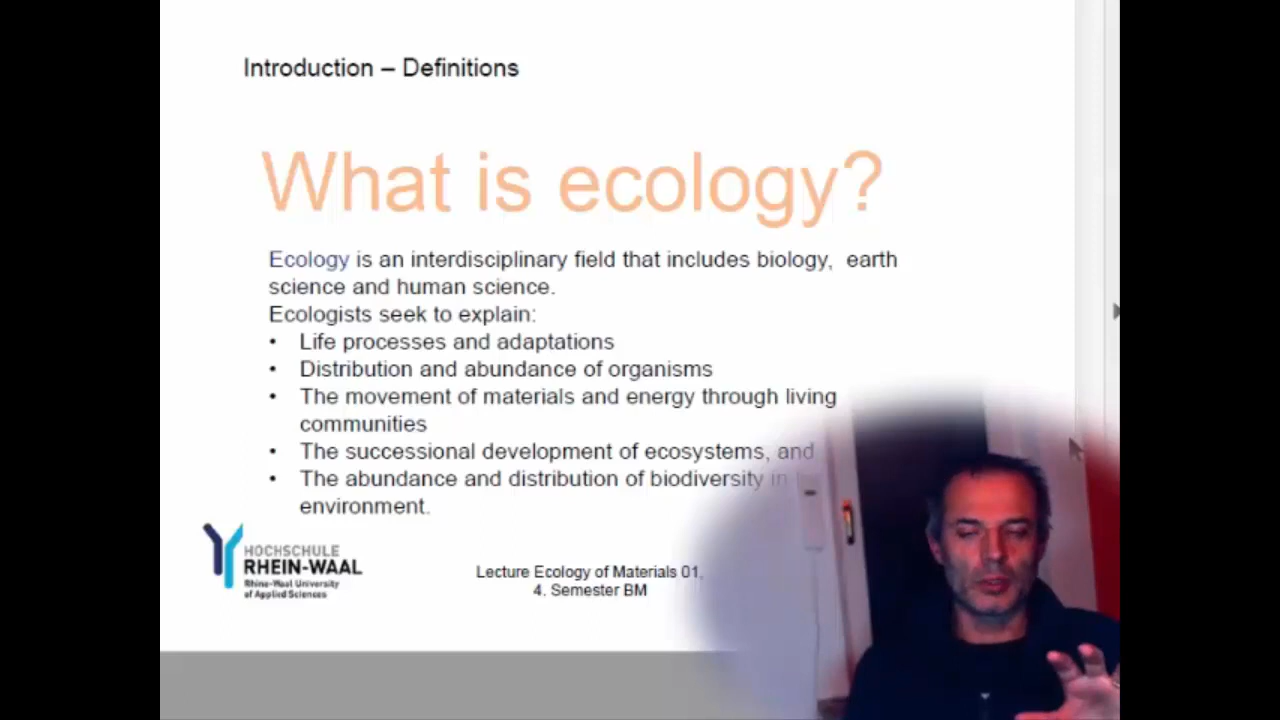 Introduction – Definitions
What is ecology?
Ecology is an interdisciplinary field that includes biology,  earth
science and human science.
Ecologists seek to explain:
• Life processes and adaptations
• Distribution and abundance of organisms
• The movement of materials and energy through living
communities
• The successional development of ecosystems, and
• The abundance and distribution of biodiversity in
environment.
HOCHSCHULE
RHEIN-WAAL
Rhine-Waal University
of Applied Sciences
Lecture Ecology of Materials 01,
4. Semester BM